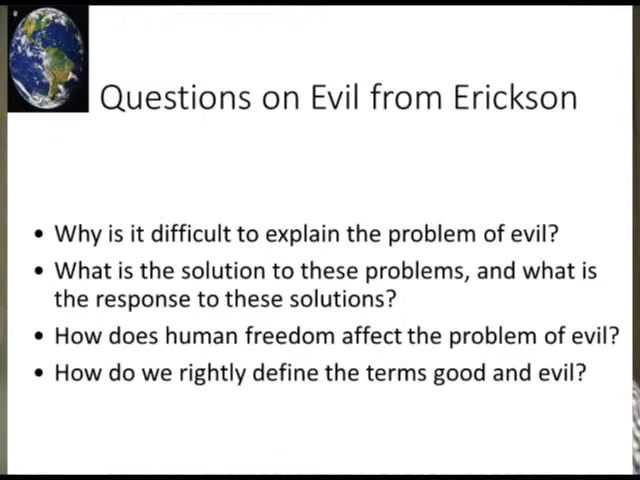 Questions on Evil from Erickson
• Why is it difficult to explain the problem of evil?
• What is the solution to these problems, and what is
the response to these solutions?
• How does human freedom affect the problem of evil?
• How do we rightly define the terms good and evil?